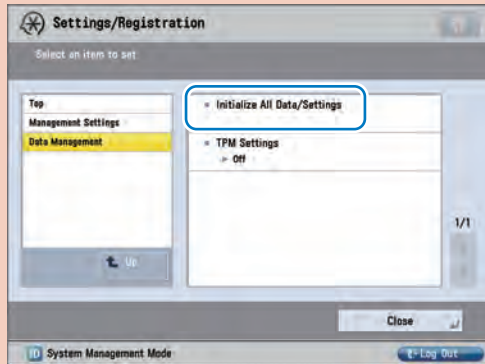 Settings/Registration
Select an item to set.
Top
Management Settings
Data Management
Initialize All Data/Settings
TPM Settings
Off
1/1
Up
Close
ID System Management Mode
Log Out